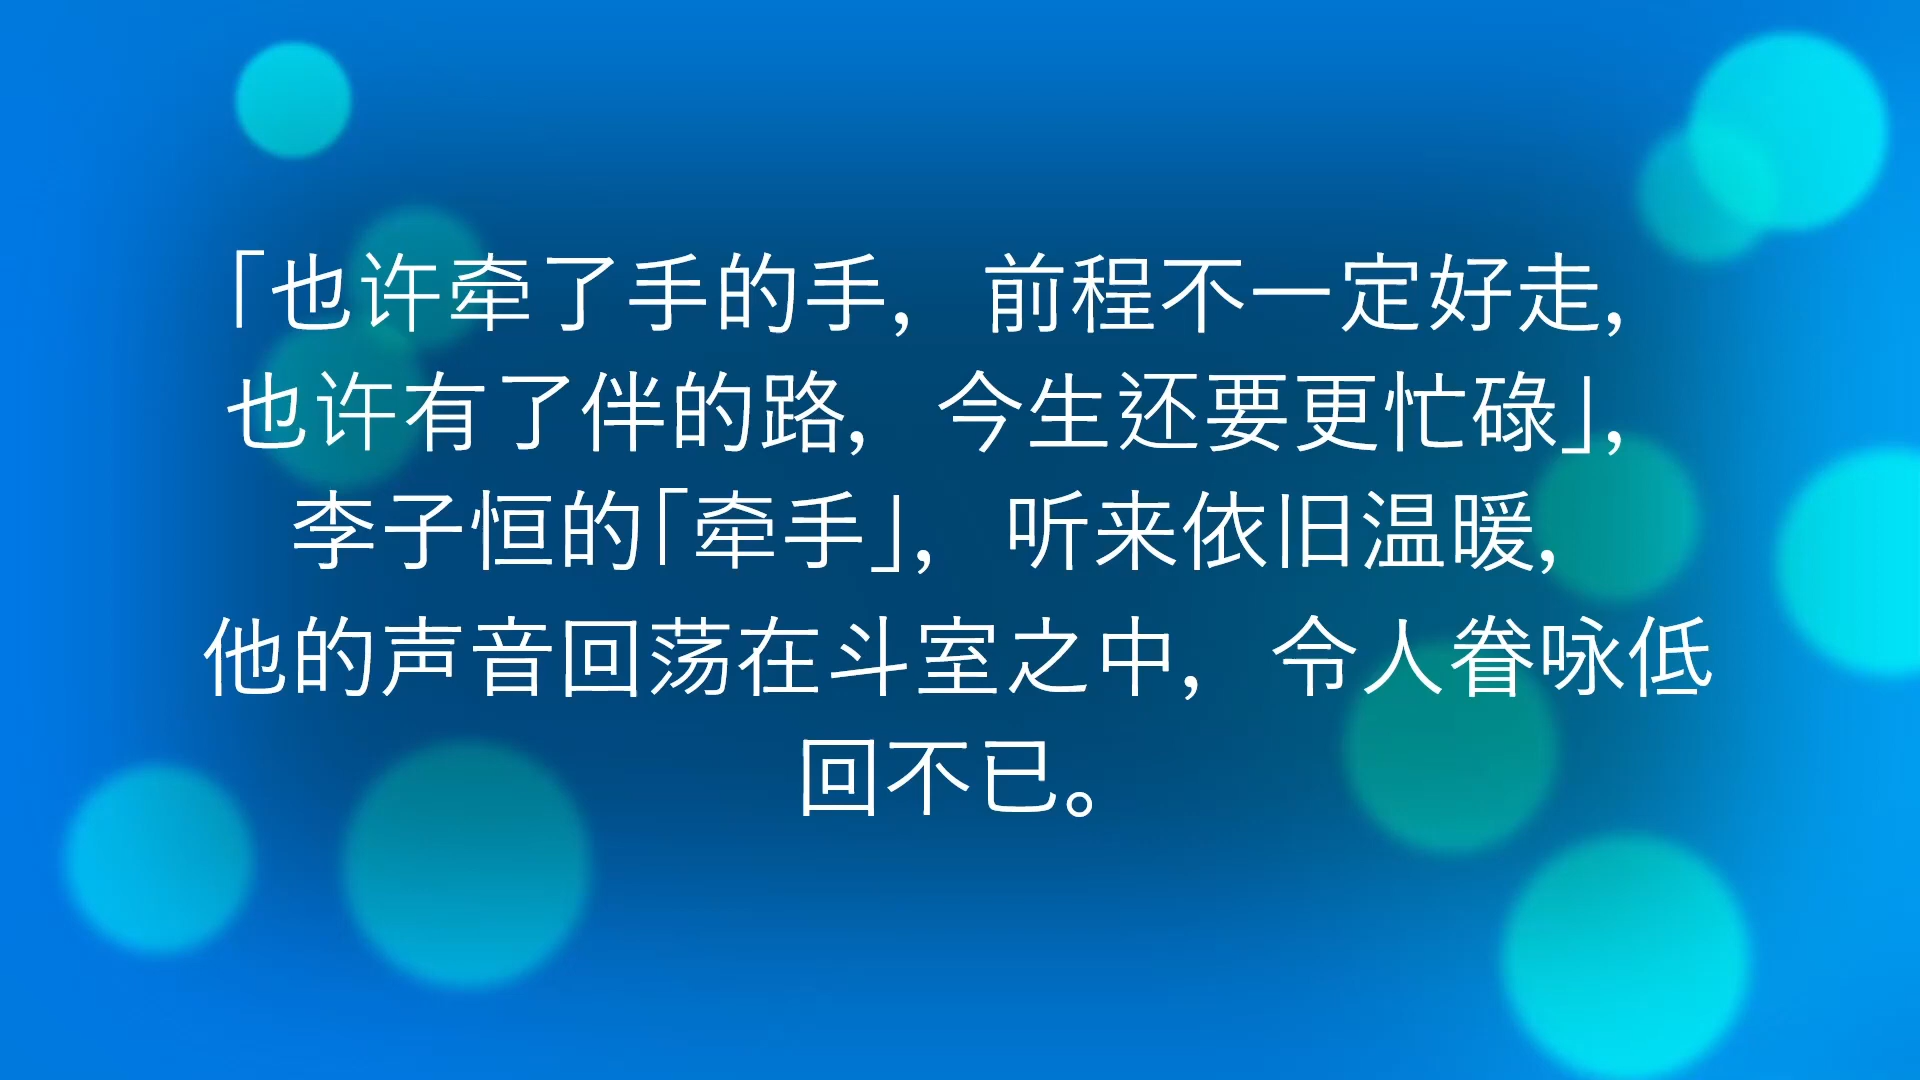 「也许牵了手的手，前程不一定好走，
也许有了伴的路，今生还要更忙碌」，
李子恒的「牵手」，听来依旧温暖，
他的声音回荡在斗室之中，令人眷咏低
回不已。